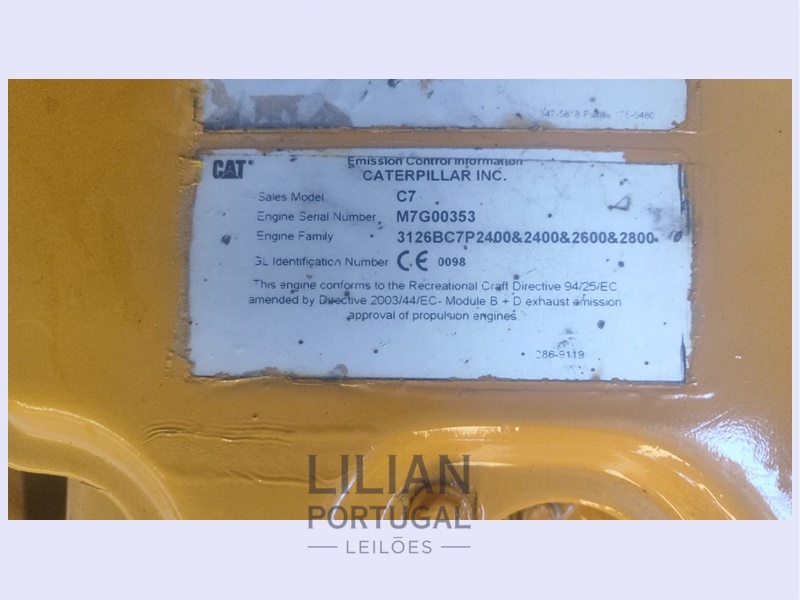 CAT®
Emission Control Information
CATERPILLAR INC.
Sales Model C7
Engine Serial Number M7G00353
Engine Family 3126BC7P2400&2400&2600&2800
GL Identification Number CE 0098
This engine conforms to the Recreational Craft Directive 94/25/EC
amended by Directive 2003/44/EC- Module B + D exhaust emission
approval of propulsion engines
286-9119
LILIAN
PORTUGAL
LEILÕES